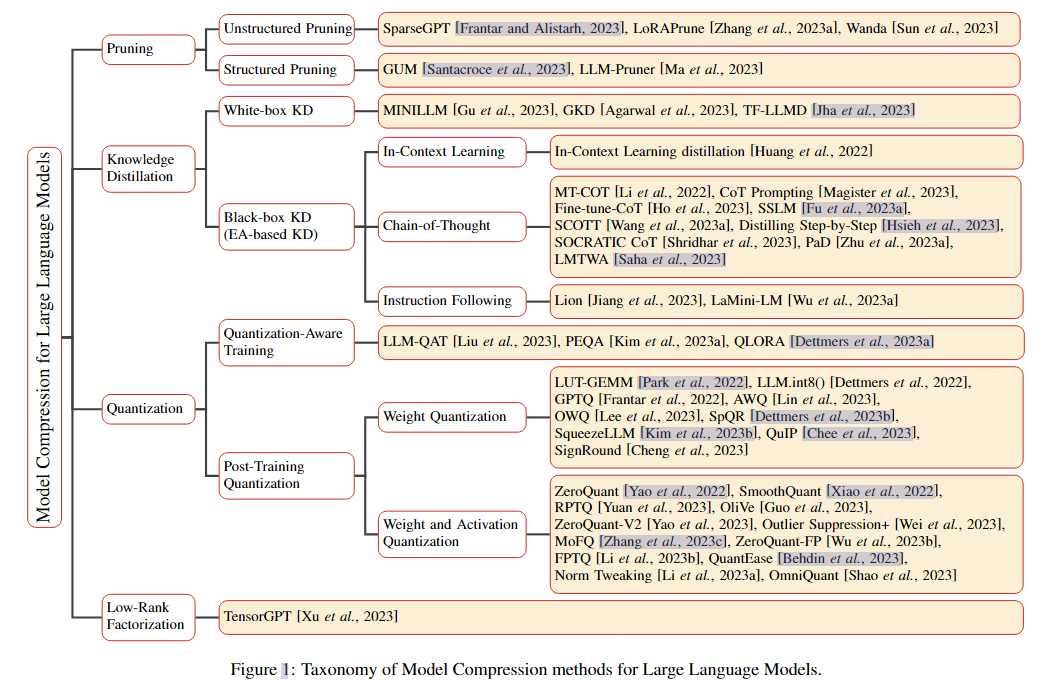 Model Compression for Large Language Models
Pruning
Unstructured Pruning
SparseGPT [Frantar and Alistarh, 2023], LoRAPrune [Zhang et al., 2023a], Wanda [Sun et al., 2023]
Structured Pruning
GUM [Santacroce et al., 2023], LLM-Pruner [Ma et al., 2023]
Knowledge
Distillation
White-box KD
MINILLM [Gu et al., 2023], GKD [Agarwal et al., 2023], TF-LLMD [Jha et al., 2023]
Black-box KD
(EA-based KD)
In-Context Learning
In-Context Learning distillation [Huang et al., 2022]
Chain-of-Thought
MT-COT [Li et al., 2022], CoT Prompting [Magister et al., 2023],
Fine-tune-CoT [Ho et al., 2023], SSLM [Fu et al., 2023a],
SCOTT [Wang et al., 2023a], Distilling Step-by-Step [Hsieh et al., 2023],
SOCRATIC CoT [Shridhar et al., 2023], PaD [Zhu et al., 2023a],
LMTWA [Saha et al., 2023]
Instruction Following
Lion [Jiang et al., 2023], LaMini-LM [Wu et al., 2023a]
Quantization
Quantization-Aware
Training
LLM-QAT [Liu et al., 2023], PEQA [Kim et al., 2023a], QLORA [Dettmers et al., 2023a]
Post-Training
Quantization
Weight Quantization
LUT-GEMM [Park et al., 2022], LLM.int8() [Dettmers et al., 2022],
GPTQ [Frantar et al., 2022], AWQ [Lin et al., 2023],
OWQ [Lee et al., 2023], SpQR [Dettmers et al., 2023b],
SqueezeLLM [Kim et al., 2023b], QuIP [Chee et al., 2023],
SignRound [Cheng et al., 2023]
Weight and Activation
Quantization
ZeroQuant [Yao et al., 2022], SmoothQuant [Xiao et al., 2022],
RPTQ [Yuan et al., 2023], OliVe [Guo et al., 2023],
ZeroQuant-V2 [Yao et al., 2023], Outlier Suppression+ [Wei et al., 2023],
MoFQ [Zhang et al., 2023c], ZeroQuant-FP [Wu et al., 2023b],
FPTQ [Li et al., 2023b], QuantEase [Behdin et al., 2023],
Norm Tweaking [Li et al., 2023a], OmniQuant [Shao et al., 2023]
Low-Rank
Factorization
TensorGPT [Xu et al., 2023]
Figure 1: Taxonomy of Model Compression methods for Large Language Models.